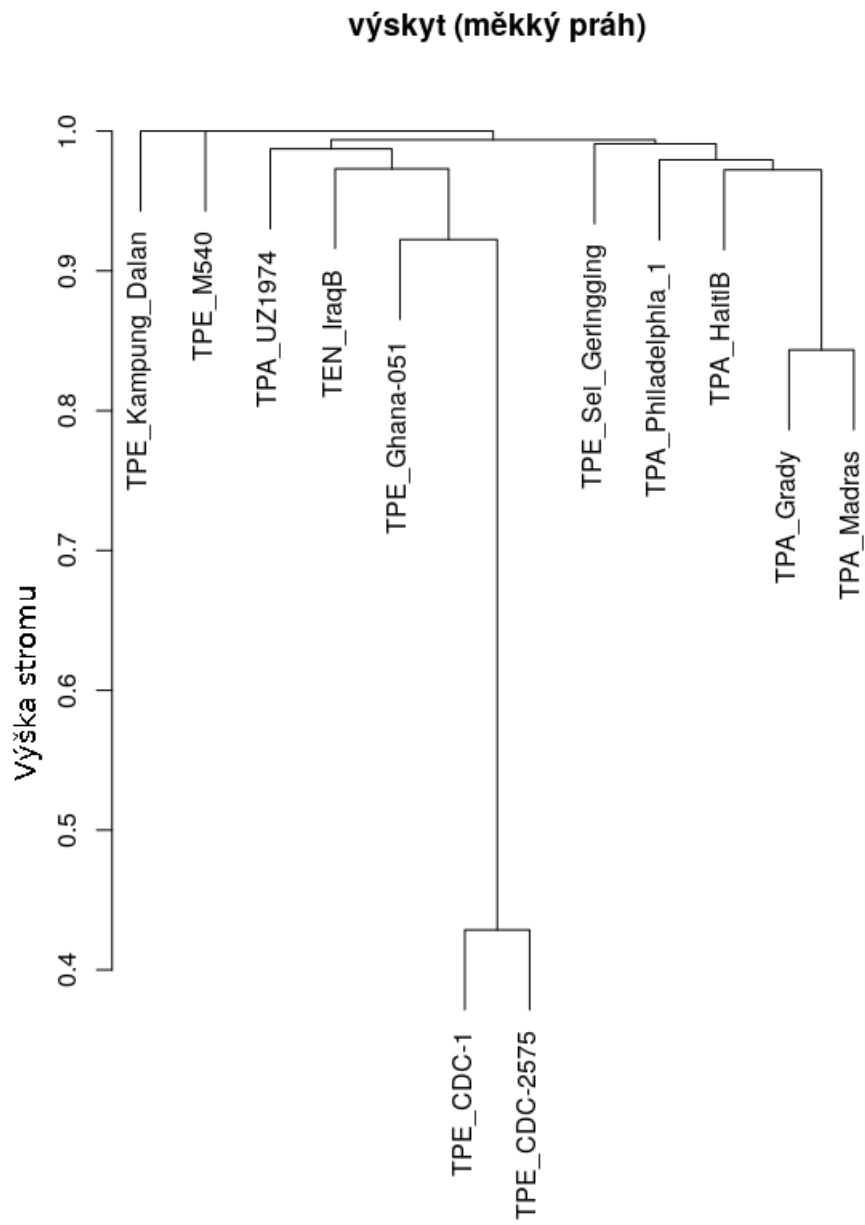 výskyt (měkký práh)
Výška stromu
1.0
0.9
0.8
0.7
0.6
0.5
0.4
TPE_Kampung_Dalan
TPE_M540
TPA_UZ1974
TEN_IraqB
TPE_Ghana-051
TPE_CDC-1
TPE_CDC-2575
TPE_Sei_Geringging
TPA_Philadelphia_1
TPA_HaitiB
TPA_Grady
TPA_Madras